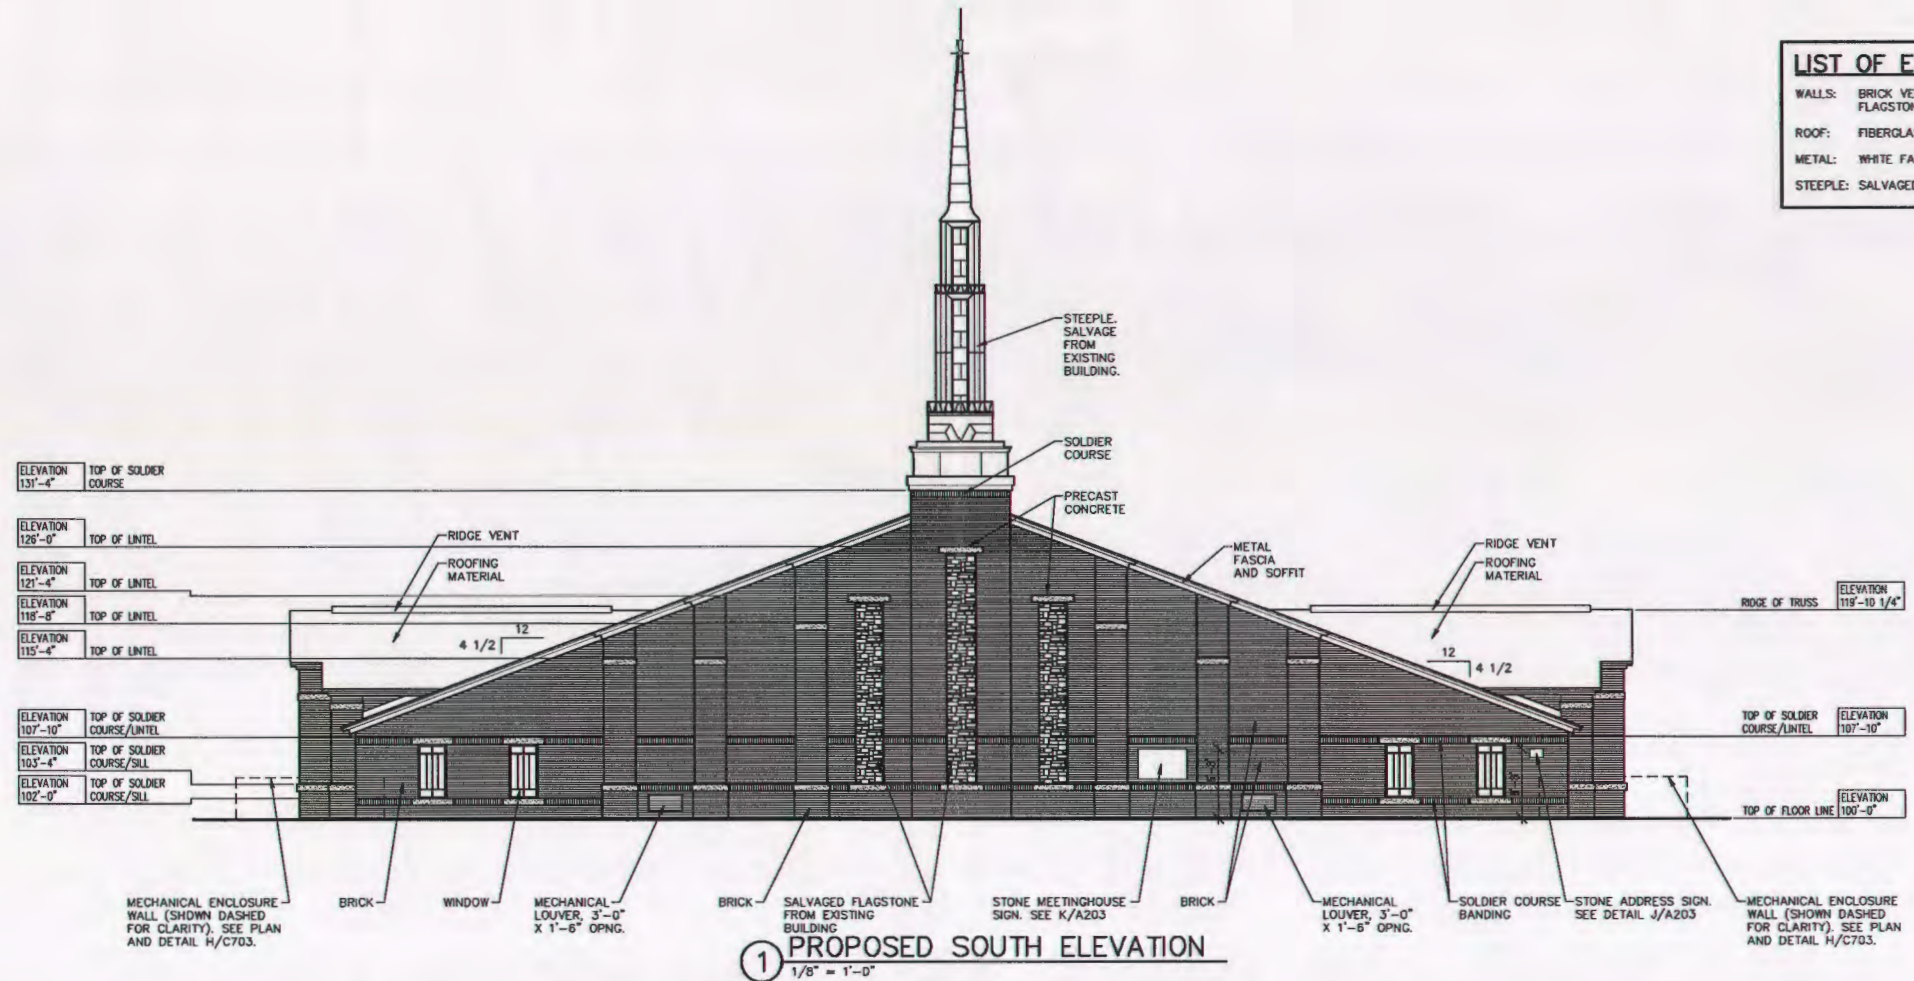 LIST OF E
WALLS: BRICK VE
FLAGSTON
ROOF: FIBERGLA
METAL: WHITE FA
STEEPLE: SALVAGED
STEEPLE.
SALVAGE
FROM
EXISTING
BUILDING.
SOLDIER
COURSE
PRECAST
CONCRETE
METAL
FASCIA
AND SOFFIT
ELEVATION
131'-4"
TOP OF SOLDIER
COURSE
ELEVATION
126'-0"
TOP OF LINTEL
ELEVATION
121'-4"
TOP OF LINTEL
ELEVATION
118'-8"
TOP OF LINTEL
ELEVATION
115'-4"
TOP OF LINTEL
ELEVATION
107'-10"
TOP OF SOLDIER
COURSE/LINTEL
ELEVATION
103'-4"
TOP OF SOLDIER
COURSE/SILL
ELEVATION
102'-0"
TOP OF SOLDIER
COURSE/SILL
RIDGE VENT
ROOFING
MATERIAL
12
4 1/2
RIDGE VENT
ROOFING
MATERIAL
12
4 1/2
RIDGE OF TRUSS
ELEVATION
119'-10 1/4"
TOP OF SOLDIER
COURSE/LINTEL
ELEVATION
107'-10"
TOP OF FLOOR LINE
ELEVATION
100'-0"
MECHANICAL ENCLOSURE
WALL (SHOWN DASHED
FOR CLARITY). SEE PLAN
AND DETAIL H/C703.
BRICK
WINDOW
MECHANICAL
LOUVER, 3'-0"
X 1'-6" OPNG.
BRICK
SALVAGED FLAGSTONE
FROM EXISTING
BUILDING
STONE MEETINGHOUSE
SIGN. SEE K/A203
BRICK
MECHANICAL
LOUVER, 3'-0"
X 1'-6" OPNG.
SOLDIER COURSE
BANDING
STONE ADDRESS SIGN.
SEE DETAIL J/A203
MECHANICAL ENCLOSURE
WALL (SHOWN DASHED
FOR CLARITY). SEE PLAN
AND DETAIL H/C703.
1 PROPOSED SOUTH ELEVATION
1/8" = 1'-0"